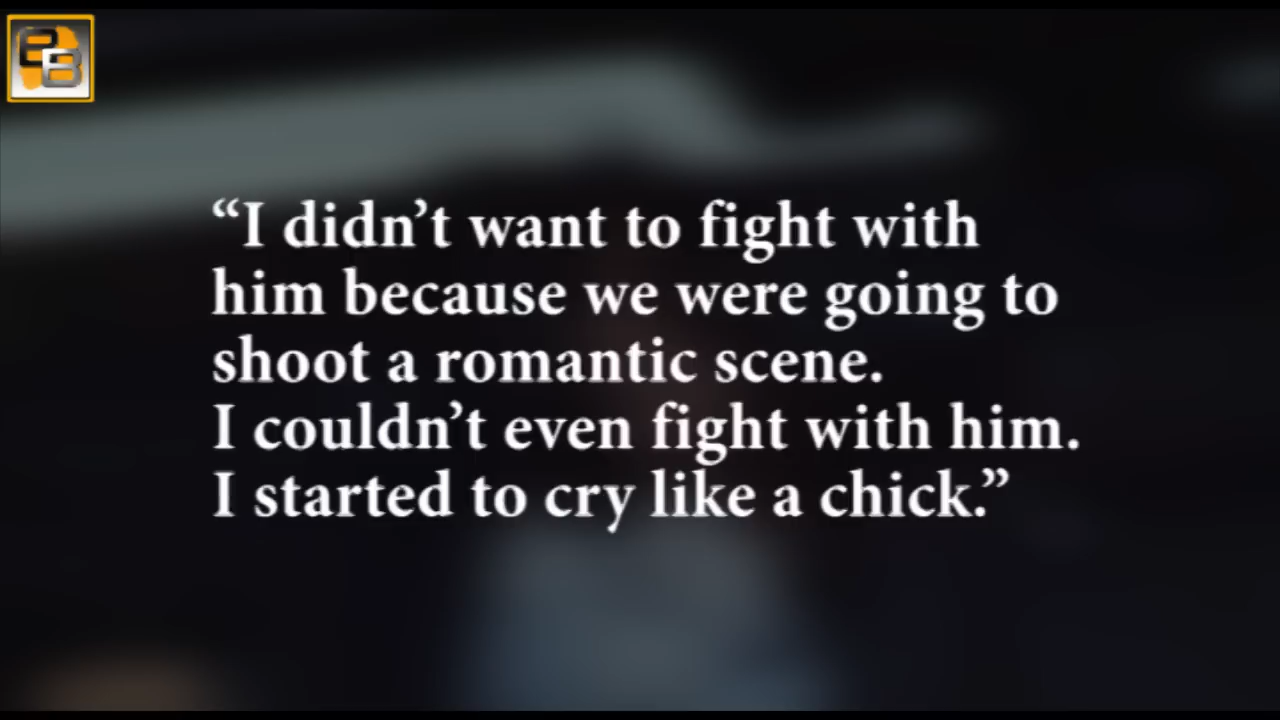 “I didn’t want to fight with
him because we were going to
shoot a romantic scene.
I couldn’t even fight with him.
I started to cry like a chick.”